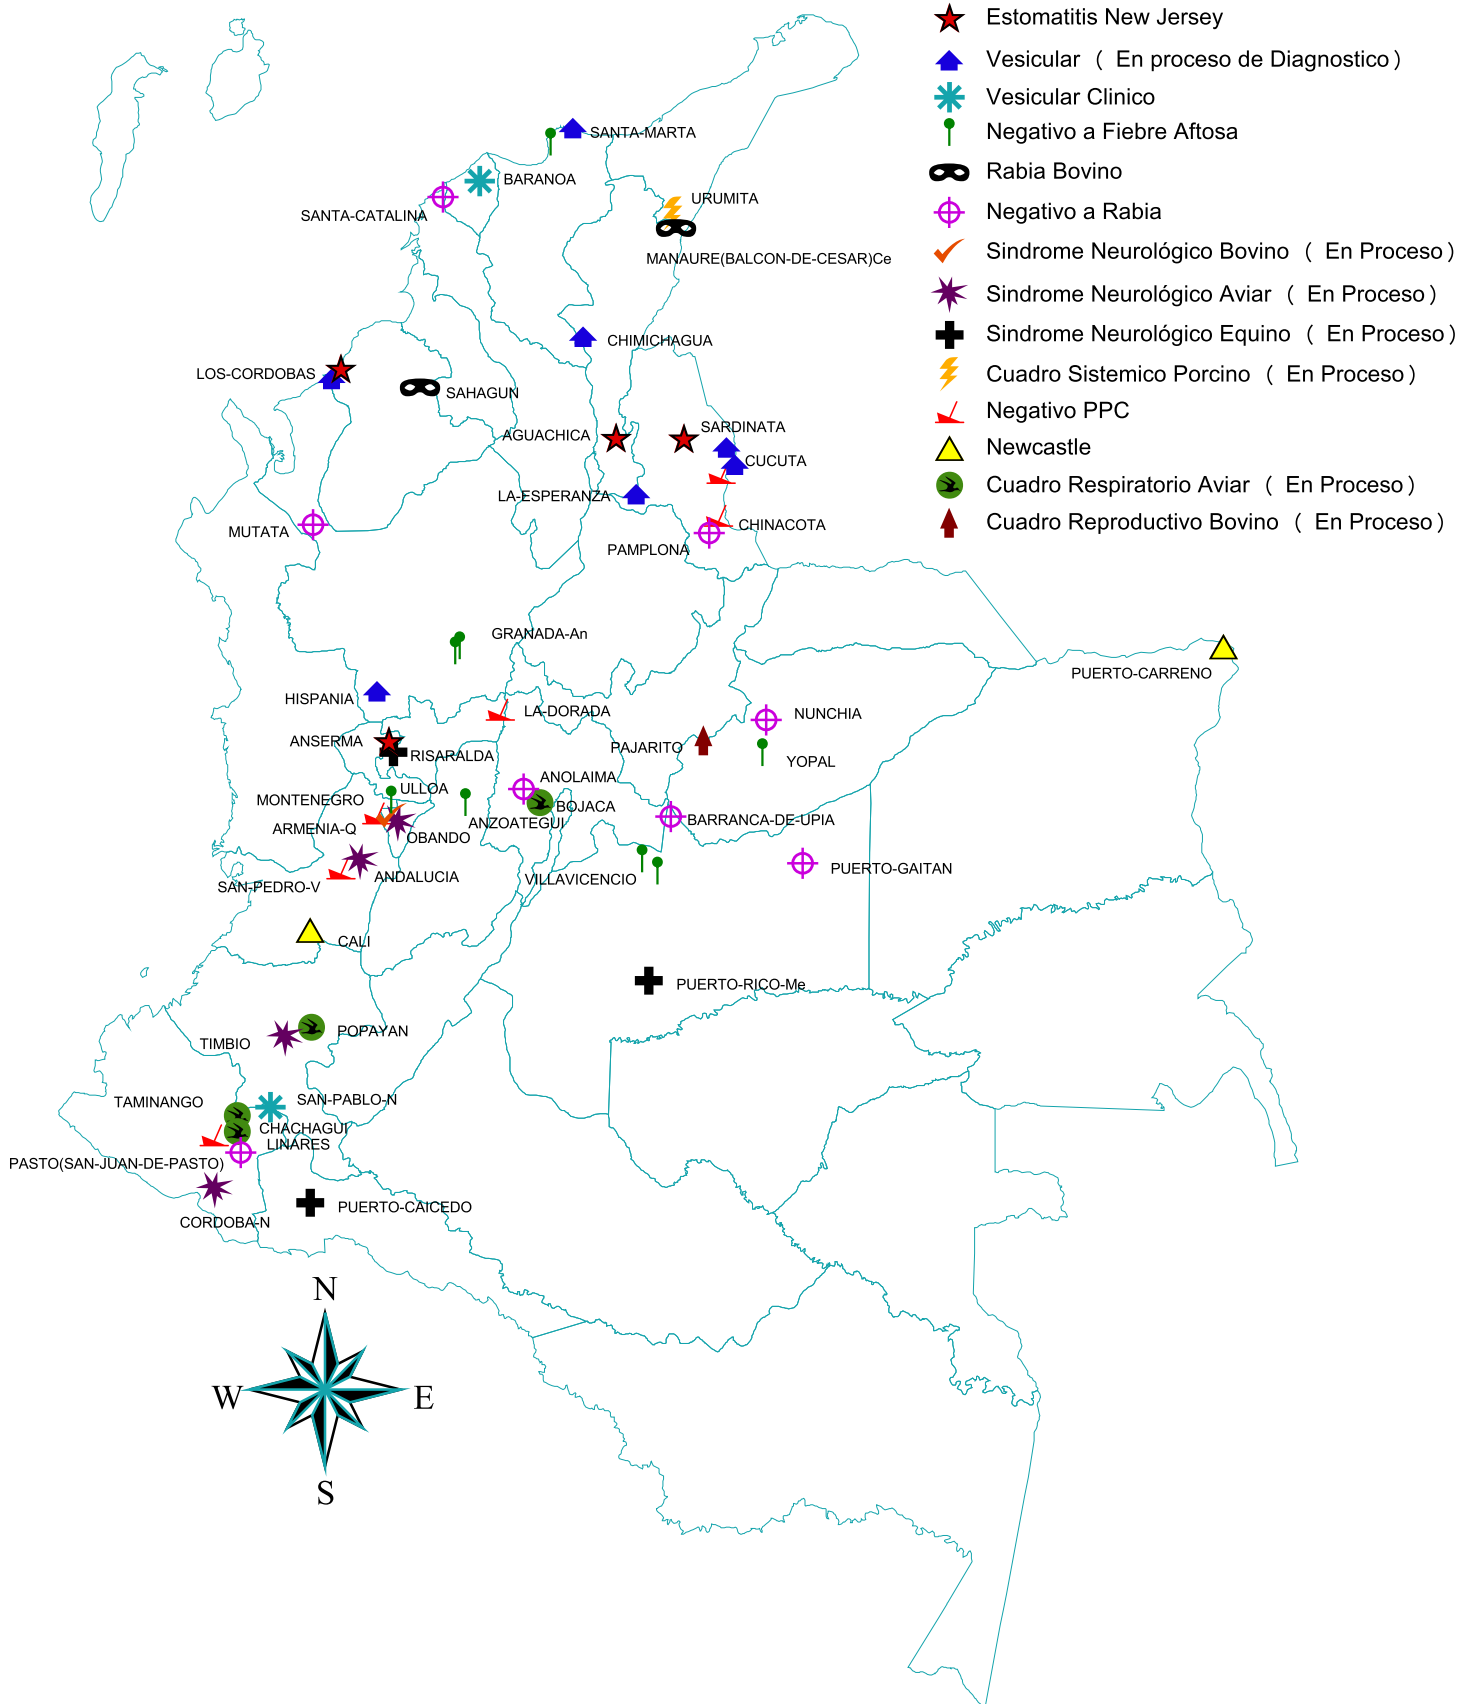 Estomatitis New Jersey
Vesicular ( En proceso de Diagnostico)
Vesicular Clinico
Negativo a Fiebre Aftosa
Rabia Bovino
Negativo a Rabia
Sindrome Neurológico Bovino ( En Proceso)
Sindrome Neurológico Aviar ( En Proceso)
Sindrome Neurológico Equino ( En Proceso)
Cuadro Sistemico Porcino ( En Proceso)
Negativo PPC
Newcastle
Cuadro Respiratorio Aviar ( En Proceso)
Cuadro Reproductivo Bovino ( En Proceso)
SANTA-MARTA
BARANOA
URUMITA
SANTA-CATALINA
MANAURE(BALCON-DE-CESAR)Ce
CHIMICHAGUA
LOS-CORDOBAS
SAHAGUN
SARDINATA
AGUACHICA
CUCUTA
LA-ESPERANZA
CHINACOTA
MUTATA
PAMPLONA
GRANADA-An
PUERTO-CARRENO
HISPANIA
LA-DORADA
NUNCHIA
ANSERMA
PAJARITO
RISARALDA
YOPAL
ANOLAIMA
ULLOA
MONTENEGRO
BOJACA
BARRANCA-DE-UPIA
ANZOATEGUI
ARMENIA-Q
OBANDO
PUERTO-GAITAN
ANDALUCIA
VILLAVICENCIO
SAN-PEDRO-V
CALI
PUERTO-RICO-Me
POPAYAN
TIMBIO
SAN-PABLO-N
TAMINANGO
CHACHAGUI
LINARES
PASTO(SAN-JUAN-DE-PASTO)
PUERTO-CAICEDO
CORDOBA-N
N
W
E
S